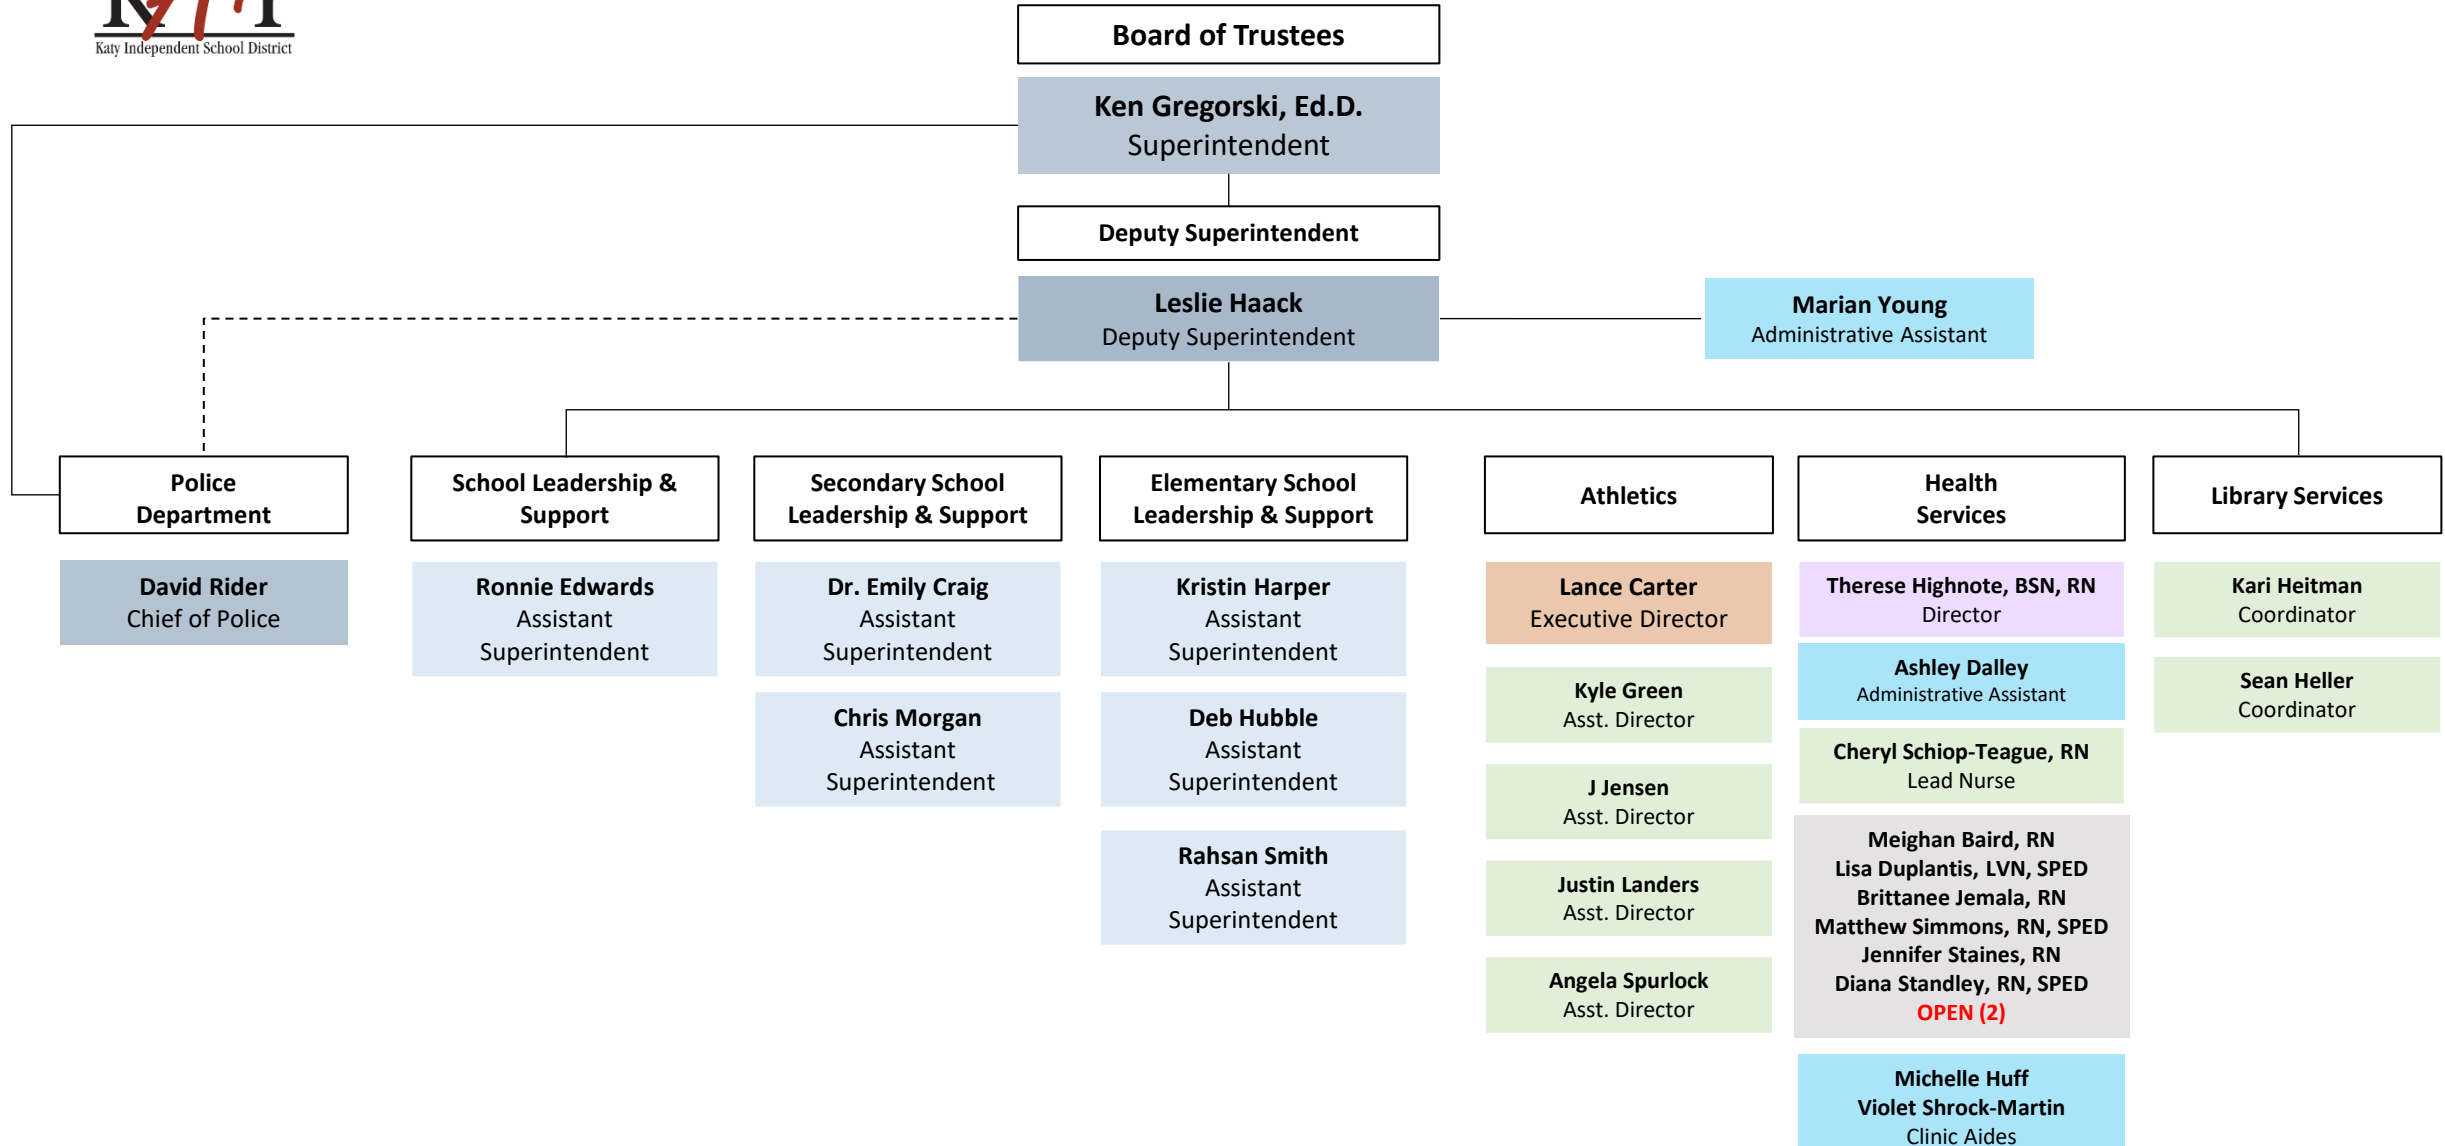 Katy Independent School District
Board of Trustees
Ken Gregorski, Ed.D.
Superintendent
Deputy Superintendent
Leslie Haack
Deputy Superintendent
Marian Young
Administrative Assistant
Police
Department
David Rider
Chief of Police
School Leadership &
Support
Ronnie Edwards
Assistant
Superintendent
Secondary School
Leadership & Support
Dr. Emily Craig
Assistant
Superintendent
Chris Morgan
Assistant
Superintendent
Elementary School
Leadership & Support
Kristin Harper
Assistant
Superintendent
Deb Hubble
Assistant
Superintendent
Rahsan Smith
Assistant
Superintendent
Athletics
Lance Carter
Executive Director
Kyle Green
Asst. Director
J Jensen
Asst. Director
Justin Landers
Asst. Director
Angela Spurlock
Asst. Director
Health
Services
Therese Highnote, BSN, RN
Director
Ashley Dalley
Administrative Assistant
Cheryl Schiop-Teague, RN
Lead Nurse
Meighan Baird, RN
Lisa Duplantis, LVN, SPED
Brittanee Jemala, RN
Matthew Simmons, RN, SPED
Jennifer Staines, RN
Diana Standley, RN, SPED
OPEN (2)
Michelle Huff
Violet Shrock-Martin
Clinic Aides
Library Services
Kari Heitman
Coordinator
Sean Heller
Coordinator